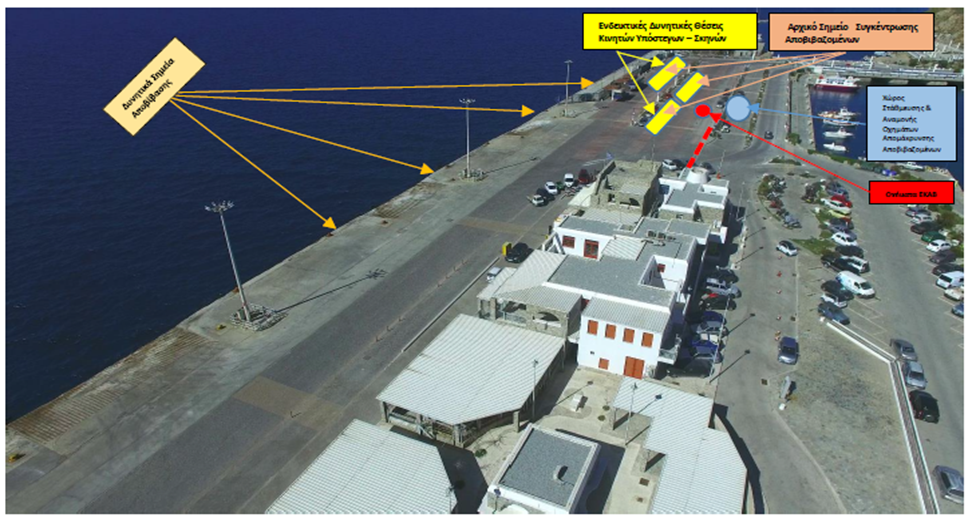 Δυνητικά Σημεία
Αποβίβασης
Ενδεικτικές Δυνητικές Θέσεις
Κινητών Υπόστεγων – Σκηνών
Αρχικό Σημείο Συγκέντρωσης
Αποβιβαζομένων
Χώρος
Στάθμευσης &
Αναμονής
Οχημάτων
Απομάκρυνσης
Αποβιβαζομένων
ΕΚΑΒ